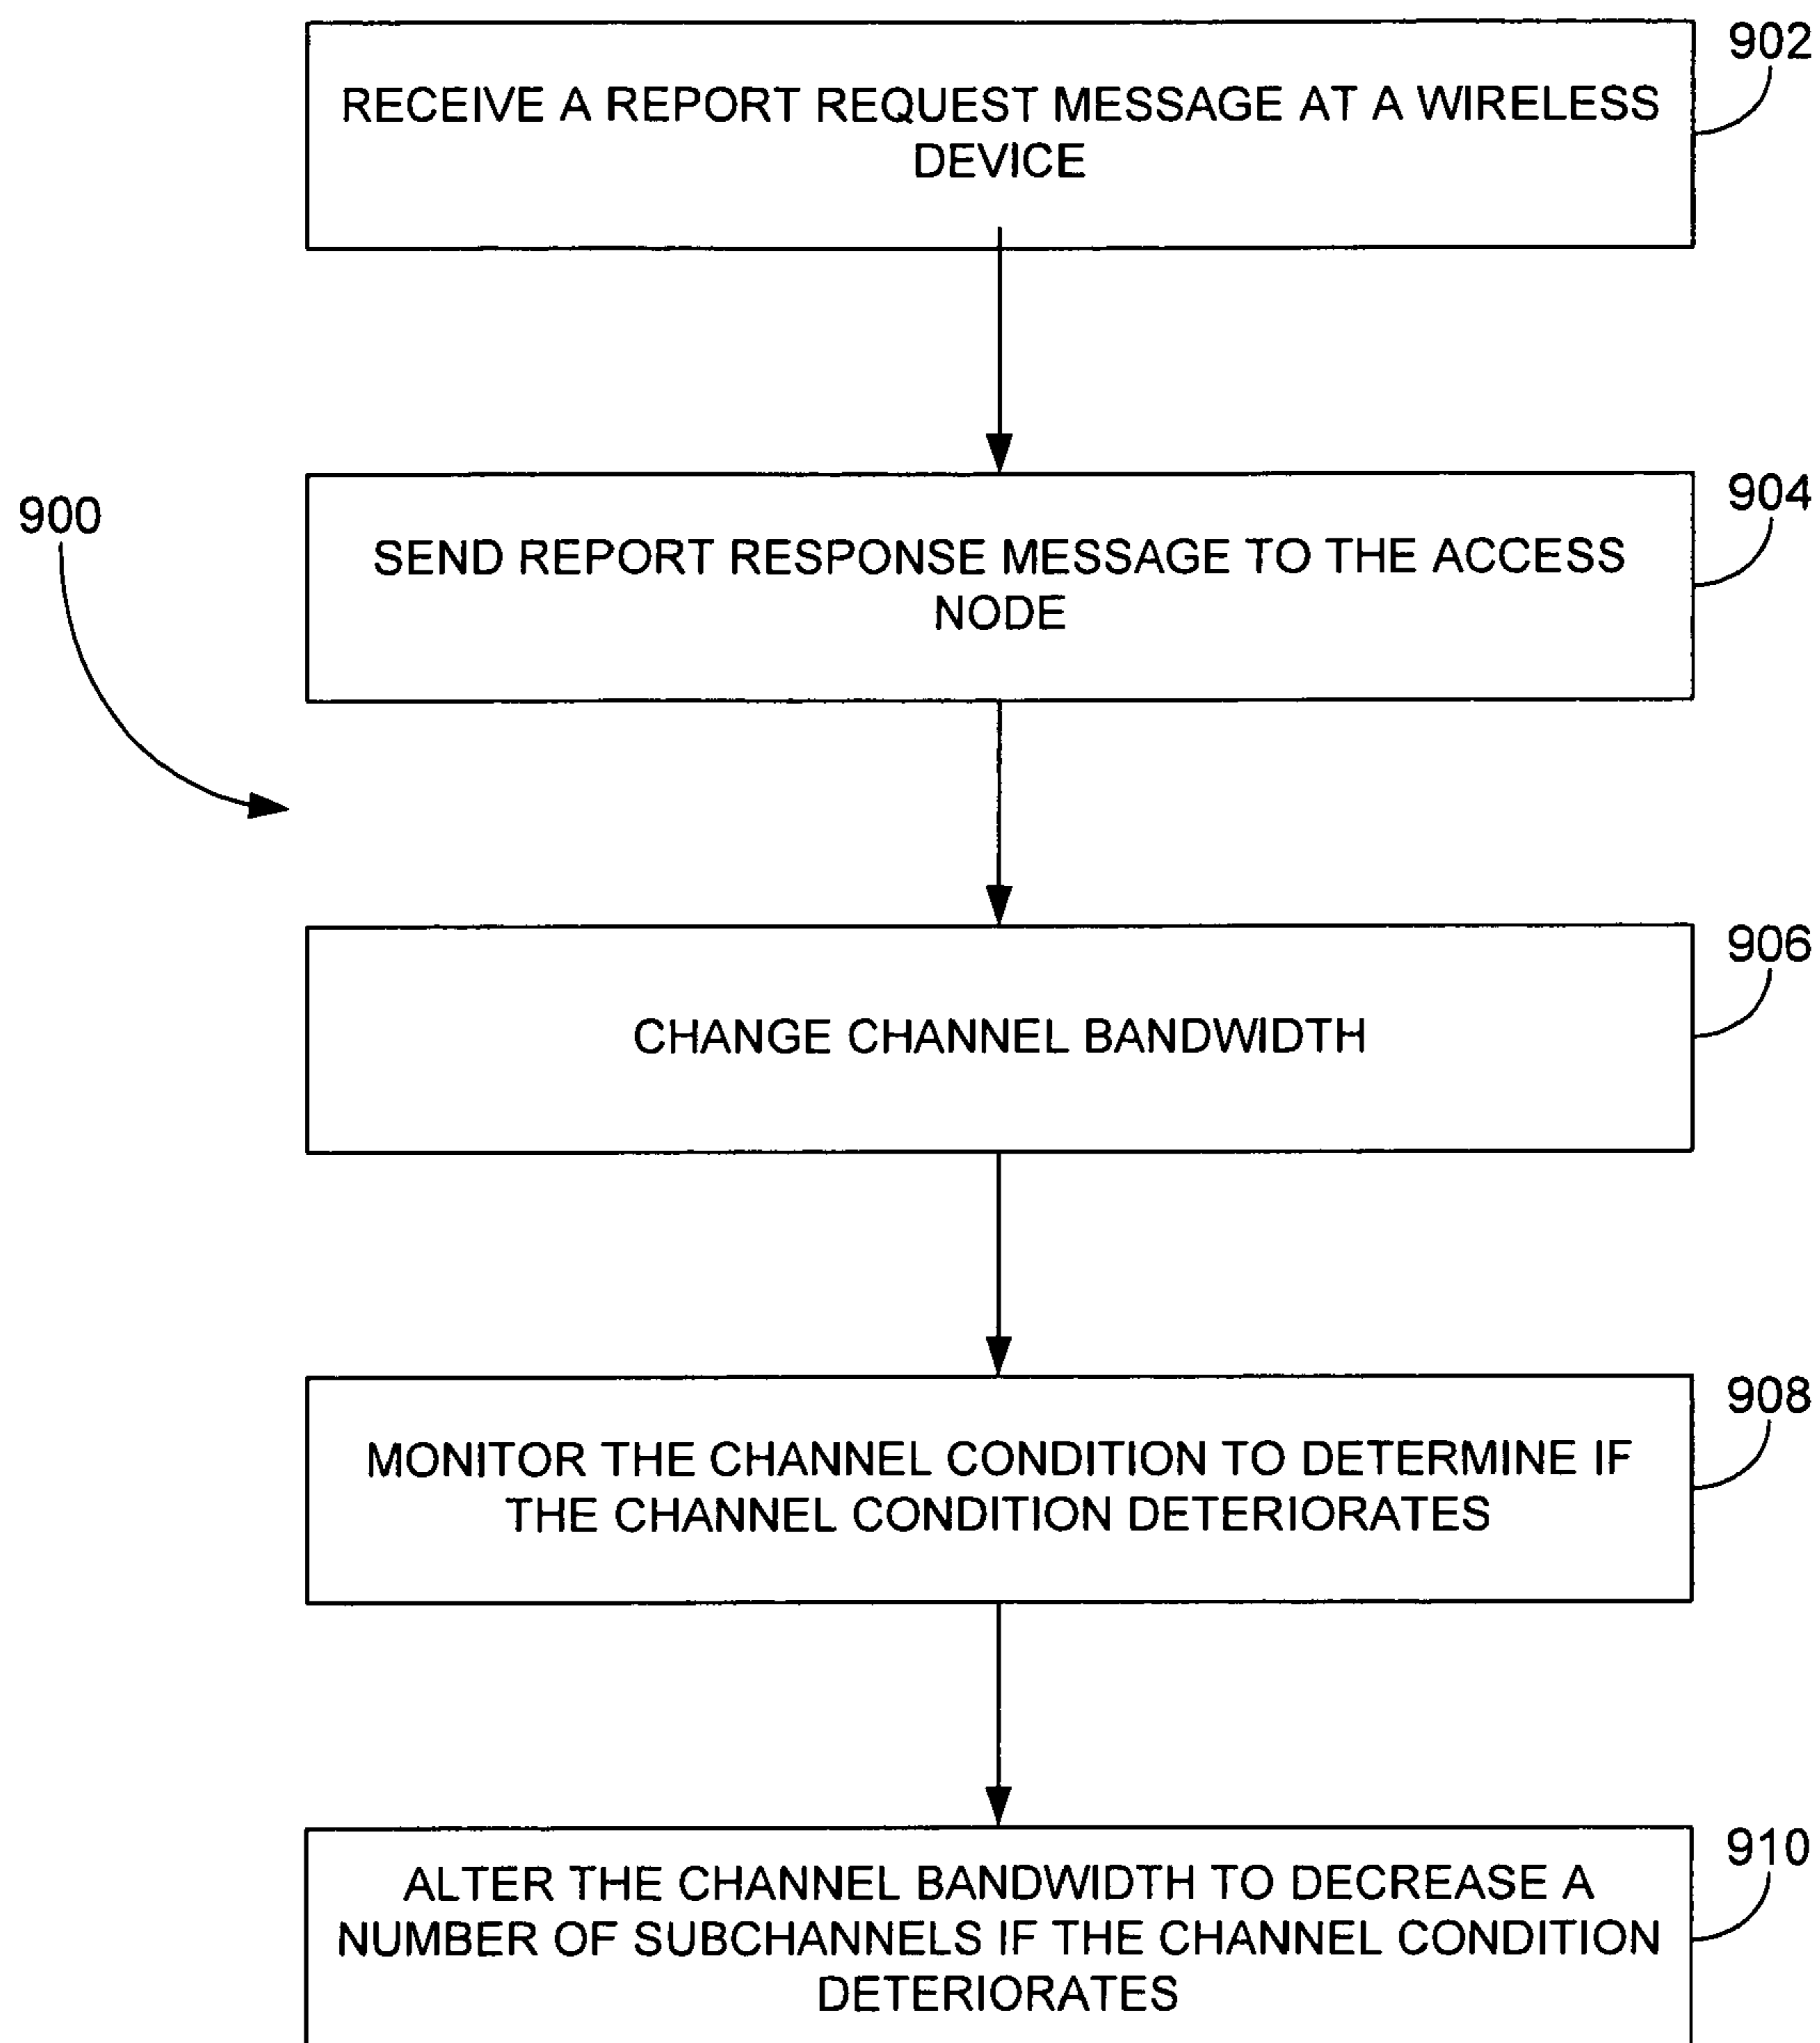 902
RECEIVE A REPORT REQUEST MESSAGE AT A WIRELESS
DEVICE
904
900
SEND REPORT RESPONSE MESSAGE TO THE ACCESS
NODE
906
CHANGE CHANNEL BANDWIDTH
908
MONITOR THE CHANNEL CONDITION TO DETERMINE IF
THE CHANNEL CONDITION DETERIORATES
910
ALTER THE CHANNEL BANDWIDTH TO DECREASE A
NUMBER OF SUBCHANNELS IF THE CHANNEL CONDITION
DETERIORATES